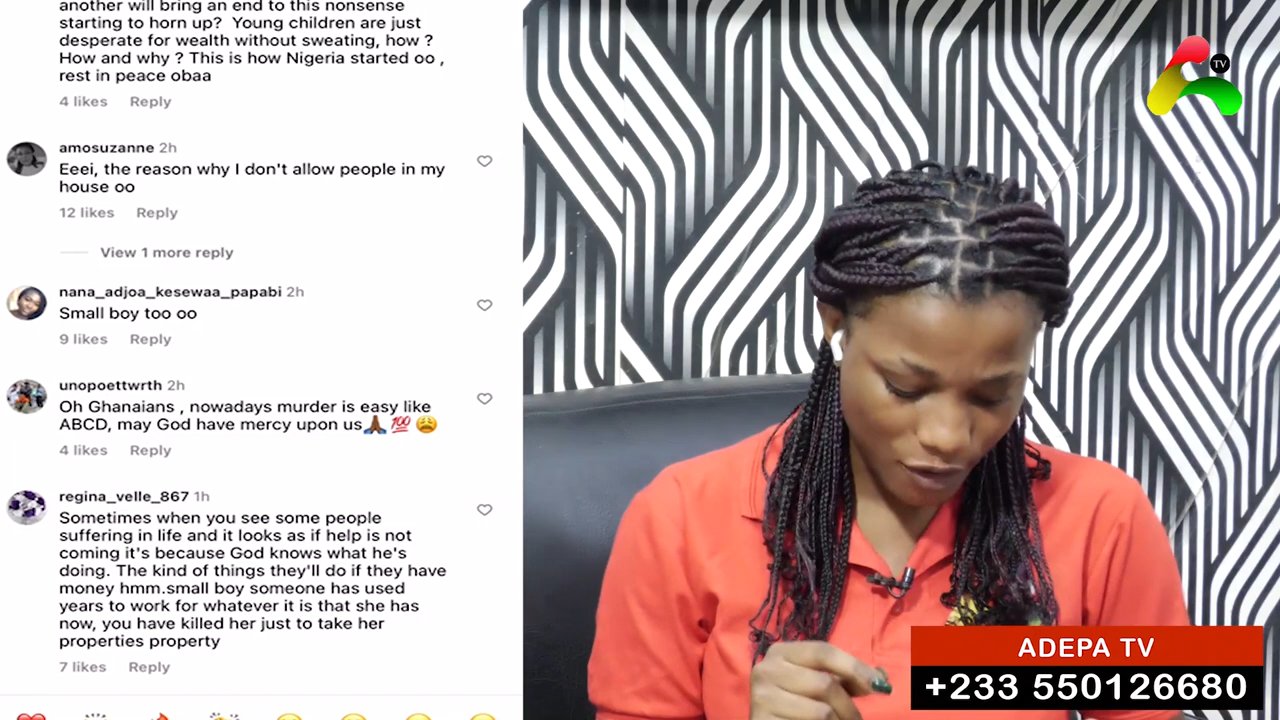 another will bring an end to this nonsense
starting to horn up? Young children are just
desperate for wealth without sweating, how ?
How and why ? This is how Nigeria started oo ,
rest in peace obaa
4 likes Reply
amosuzanne 2h
Eeei, the reason why I don't allow people in my
house oo
12 likes Reply
View 1 more reply
nana_adjoa_kesewaa_papabi 2h
Small boy too oo
9 likes Reply
unopoettwrth 2h
Oh Ghanaians , nowadays murder is easy like
ABCD, may God have mercy upon us🙏🏾💯😩
4 likes Reply
regina_velle_867 1h
Sometimes when you see some people
suffering in life and it looks as if help is not
coming it's because God knows what he's
doing. The kind of things they'll do if they have
money hmm.small boy someone has used
years to work for whatever it is that she has
now, you have killed her just to take her
properties property
7 likes Reply
TV
ADEPA TV
+233 550126680